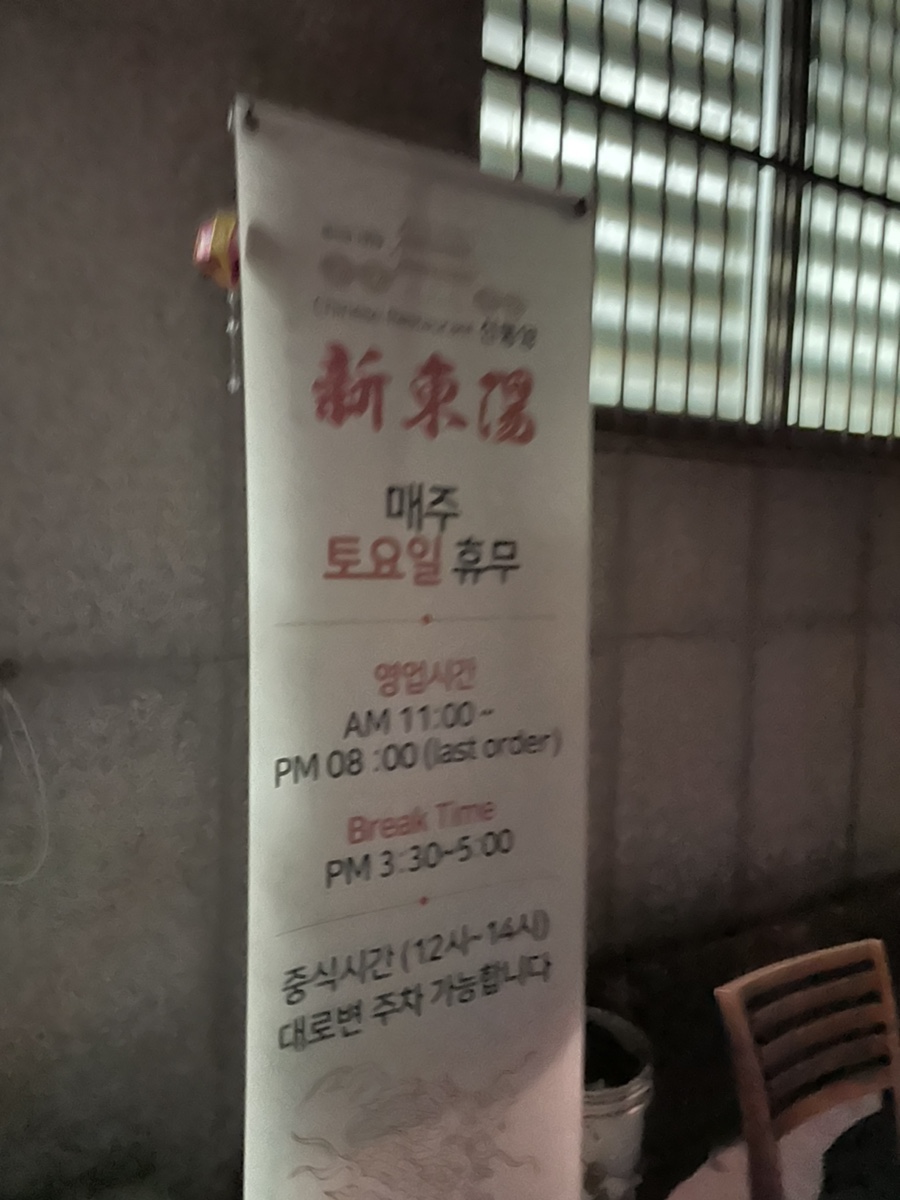 Chinese Restaurant 신동양
新東陽
매주
토요일 휴무
영업시간
AM 11:00~
PM 08 :00 (last order)
Break Time
PM 3:30~5:00
중식시간 (12시~14시)
대로변 주차 가능합니다